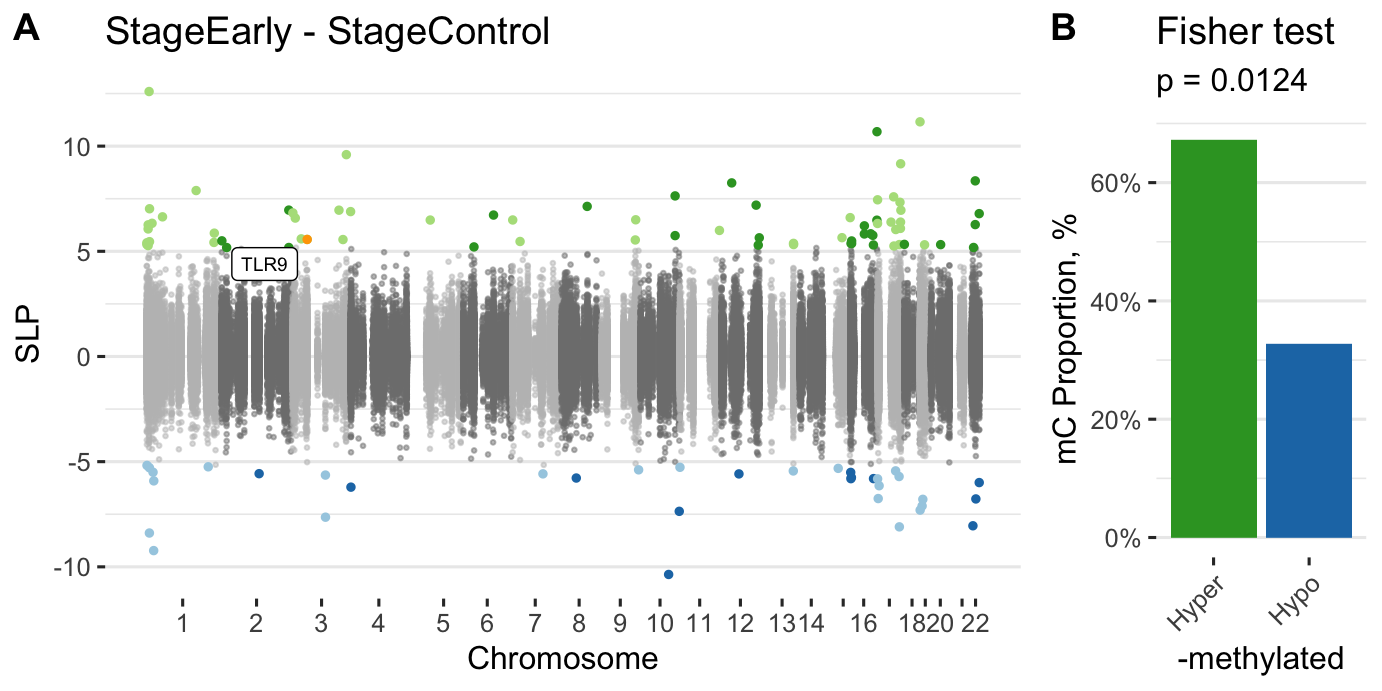 A
StageEarly - StageControl
SLP
10
5
0
-5
-10
TLR9
1 2 3 4 5 6 7 8 9 10 11 12 13 14 16 18 20 22
Chromosome
B
Fisher test
p = 0.0124
mC Proportion, %
60%
40%
20%
0%
Hyper Hypo
-methylated